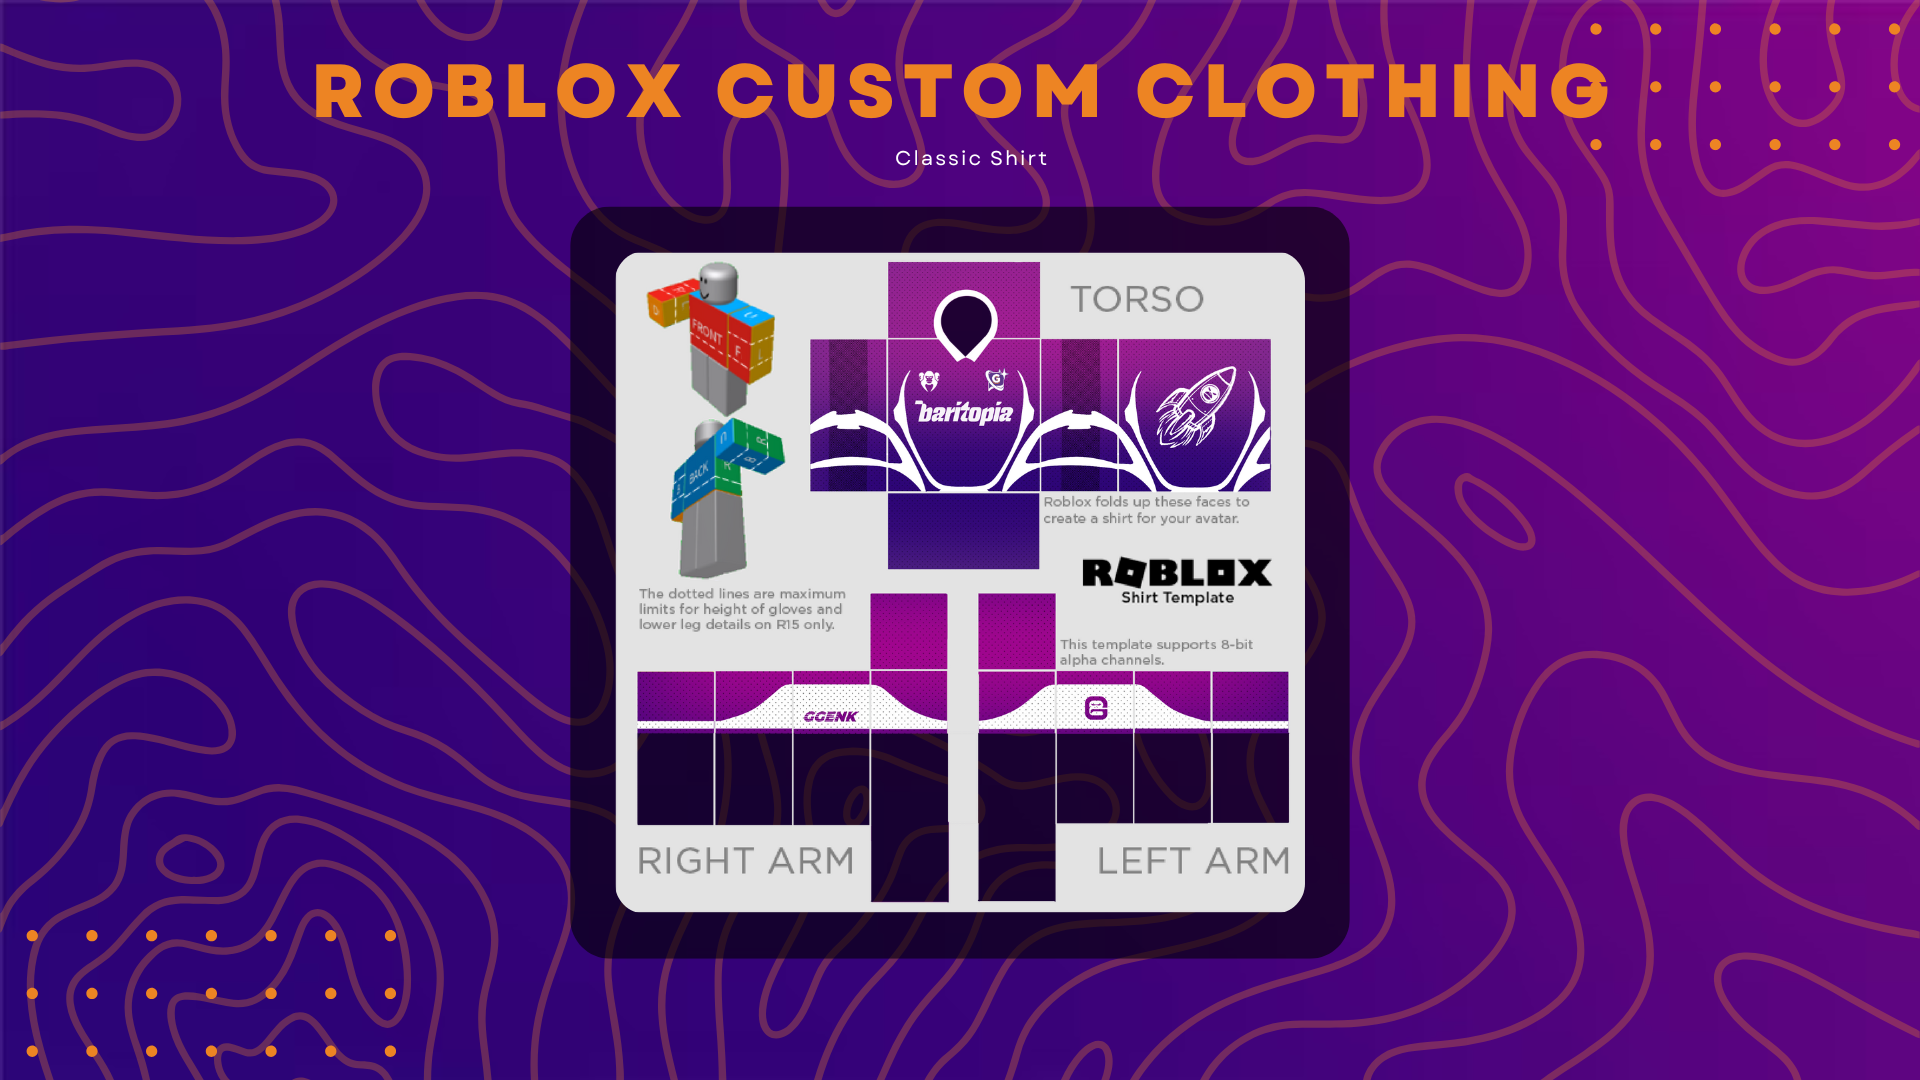 ROBLOX CUSTOM CLOTHING
Classic Shirt
TORSO
FRONT
F
L
U
D
baritopia
G
BACK
Roblox folds up these faces to
create a shirt for your avatar.
ROBLOX
Shirt Template
The dotted lines are maximum
limits for height of gloves and
lower leg details on R15 only.
This template supports 8-bit
alpha channels.
GGENK
RIGHT ARM
LEFT ARM